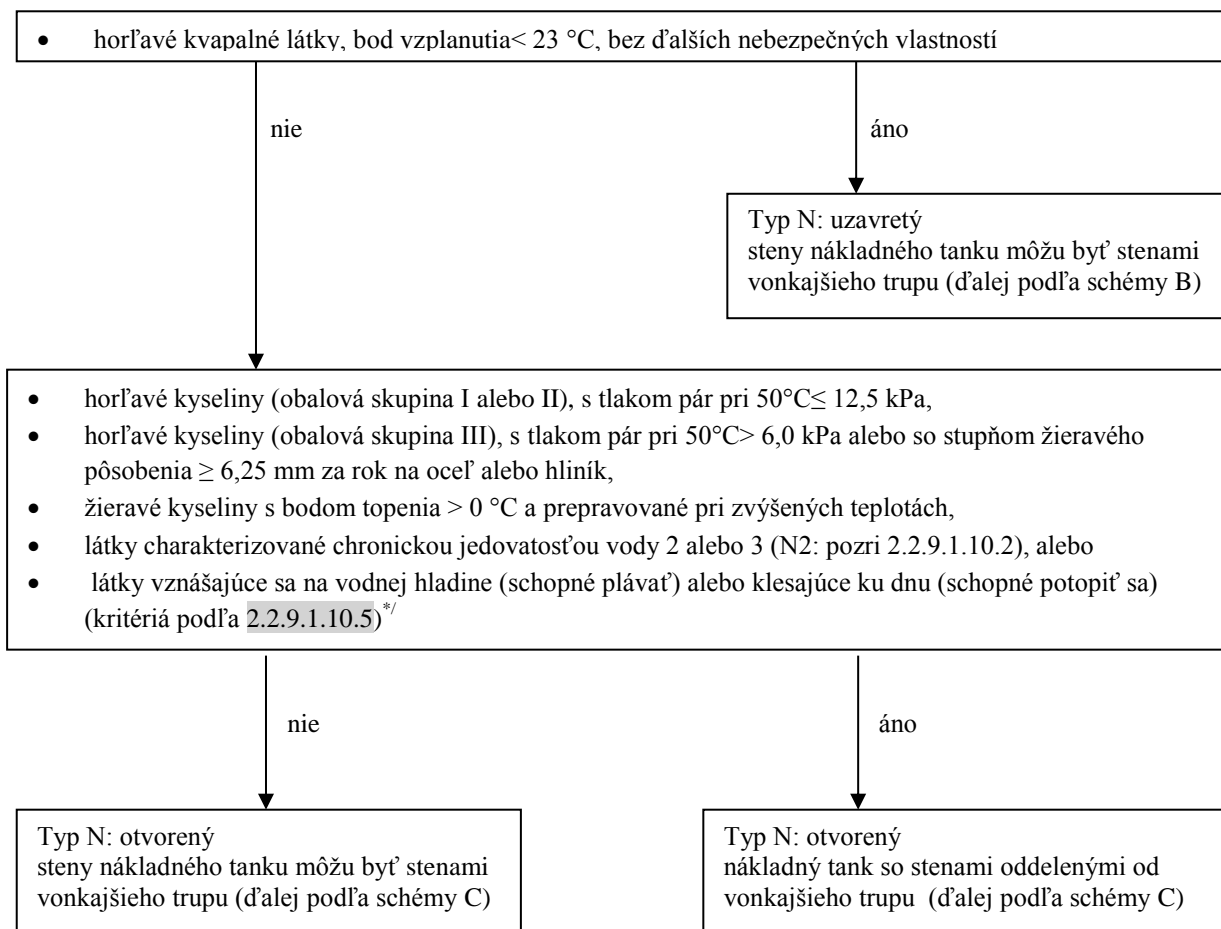 • horľavé kvapalné látky, bod vzplanutia< 23 °C, bez ďalších nebezpečných vlastností
nie
áno
Typ N: uzavretý
steny nákladného tanku môžu byť stenami
vonkajšieho trupu (ďalej podľa schémy B)
• horľavé kyseliny (obalová skupina I alebo II), s tlakom pár pri 50°C≤ 12,5 kPa,
• horľavé kyseliny (obalová skupina III), s tlakom pár pri 50°C> 6,0 kPa alebo so stupňom žieravého
pôsobenia ≥ 6,25 mm za rok na oceľ alebo hliník,
• žieravé kyseliny s bodom topenia > 0 °C a prepravované pri zvýšených teplotách,
• látky charakterizované chronickou jedovatosťou vody 2 alebo 3 (N2: pozri 2.2.9.1.10.2), alebo
• látky vznášajúce sa na vodnej hladine (schopné plávať) alebo klesajúce ku dnu (schopné potopiť sa)
(kritériá podľa 2.2.9.1.10.5)*/
nie
áno
Typ N: otvorený
steny nákladného tanku môžu byť stenami
vonkajšieho trupu (ďalej podľa schémy C)
Typ N: otvorený
nákladný tank so stenami oddelenými od
vonkajšieho trupu (ďalej podľa schémy C)